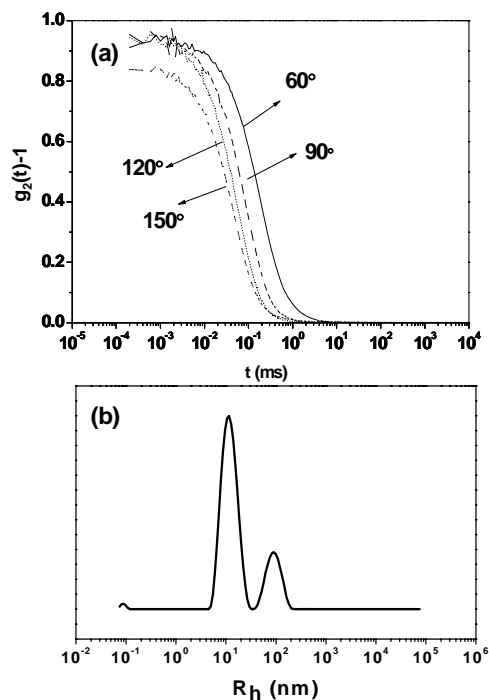 1.0
0.8
0.6
0.4
0.2
0.0
g₂(t)-1
(a)
60°
90°
120°
150°
10⁻⁵ 10⁻⁴ 10⁻³ 10⁻² 10⁻¹ 10⁰ 10¹ 10² 10³ 10⁴
t (ms)
(b)
10⁻² 10⁻¹ 10⁰ 10¹ 10² 10³ 10⁴ 10⁵ 10⁶
Rₕ (nm)